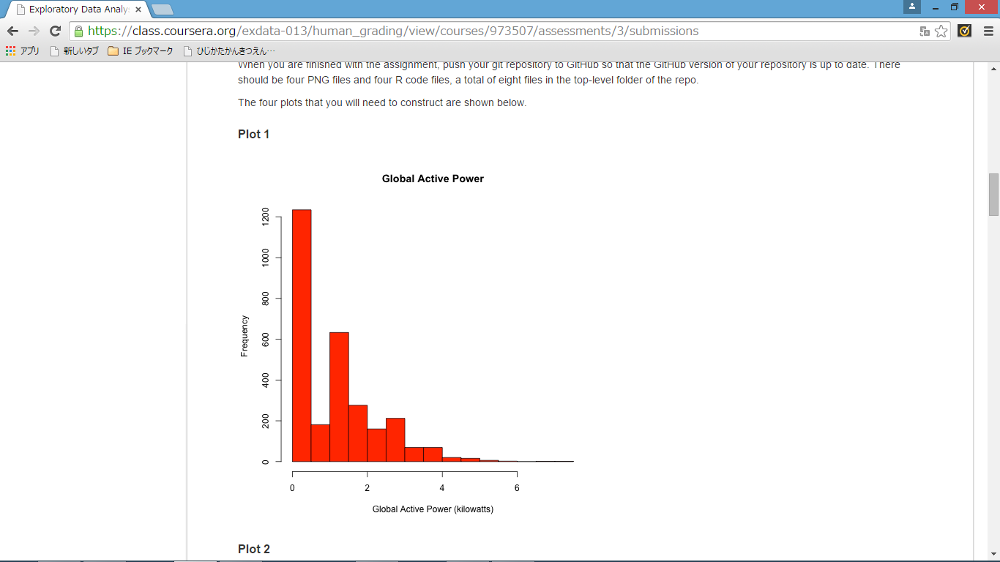 Exploratory Data Analy
https://class.coursera.org/exdata-013/human_grading/view/courses/973507/assessments/3/submissions
アプリ 新しいタブ IE ブックマーク ひじかたかんきつえん…
When you are finished with the assignment, push your git repository to GitHub so that the GitHub version of your repository is up to date. There
should be four PNG files and four R code files, a total of eight files in the top-level folder of the repo.
The four plots that you will need to construct are shown below.
Plot 1
Global Active Power
Frequency
1200
1000
800
600
400
200
0
0 2 4 6
Global Active Power (kilowatts)
Plot 2